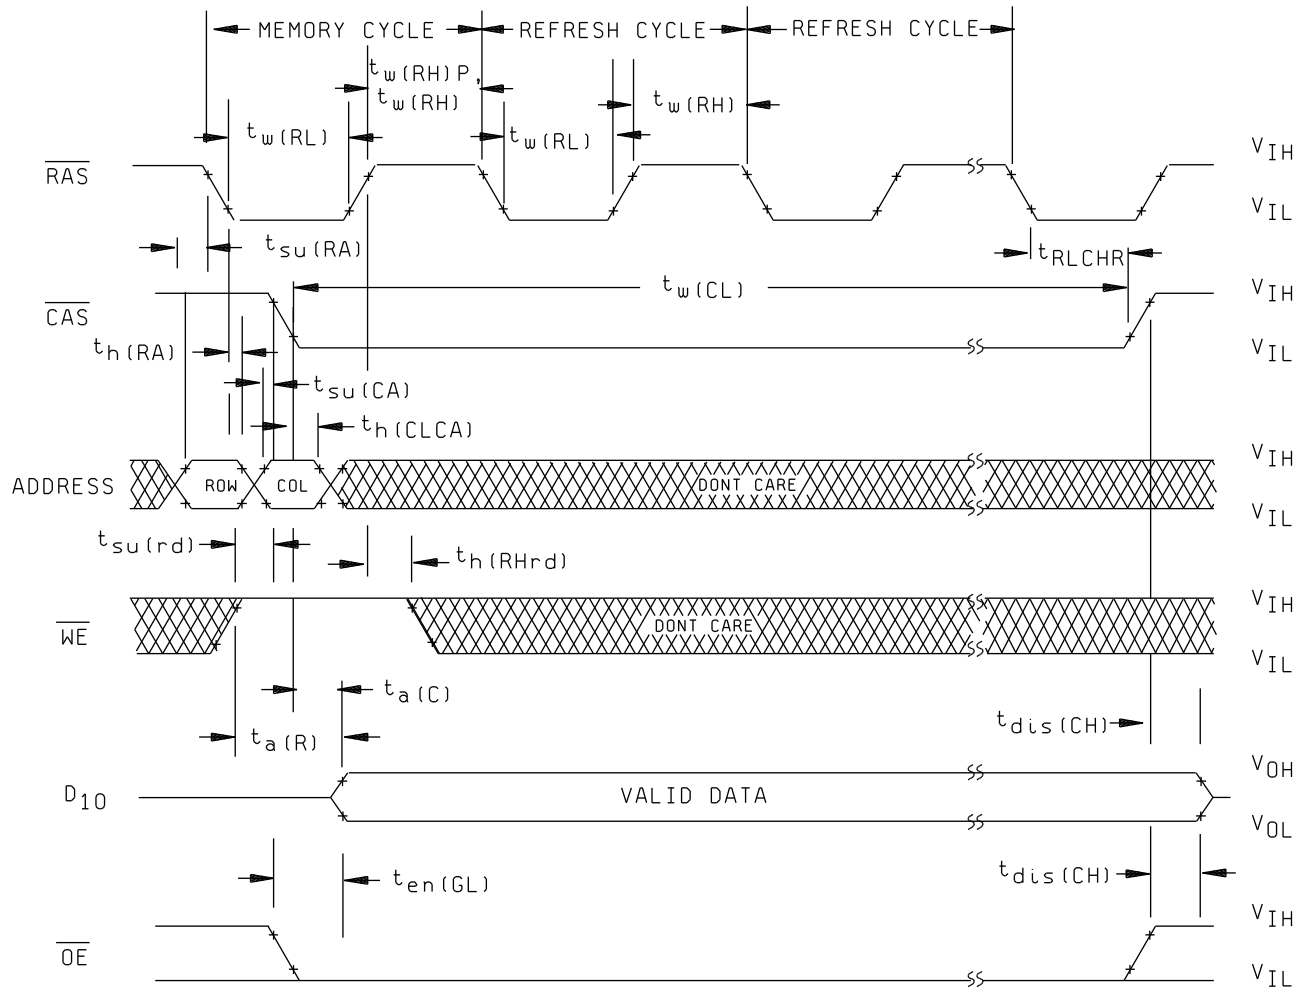 MEMORY CYCLE REFRESH CYCLE REFRESH CYCLE
tw(RH)P,
tw(RH)
tw(RH)
tw(RL)
tw(RL)
RAS
VIH
VIL
tsu(RA)
tRLCHR
CAS
tw(CL)
VIH
VIL
th(RA)
tsu(CA)
th(CLCA)
ADDRESS
ROW
COL
DONT CARE
VIH
VIL
tsu(rd)
th(RHrd)
WE
DONT CARE
VIH
VIL
ta(C)
tdis(CH)
ta(R)
D10
VALID DATA
VOH
VOL
ten(GL)
tdis(CH)
OE
VIH
VIL